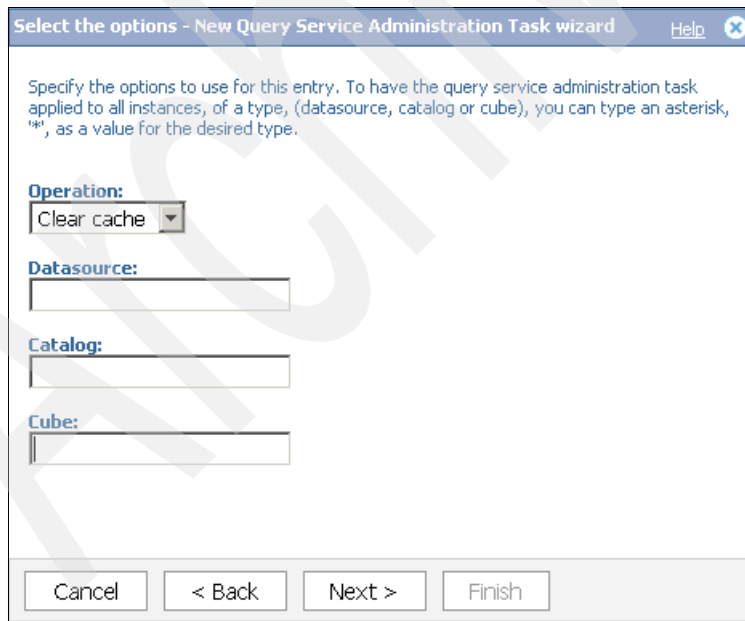 Select the options - New Query Service Administration Task wizard Help
Specify the options to use for this entry. To have the query service administration task
applied to all instances, of a type, (datasource, catalog or cube), you can type an asterisk,
'*', as a value for the desired type.
Operation:
Clear cache
Datasource:
Catalog:
Cube:
Cancel < Back Next > Finish